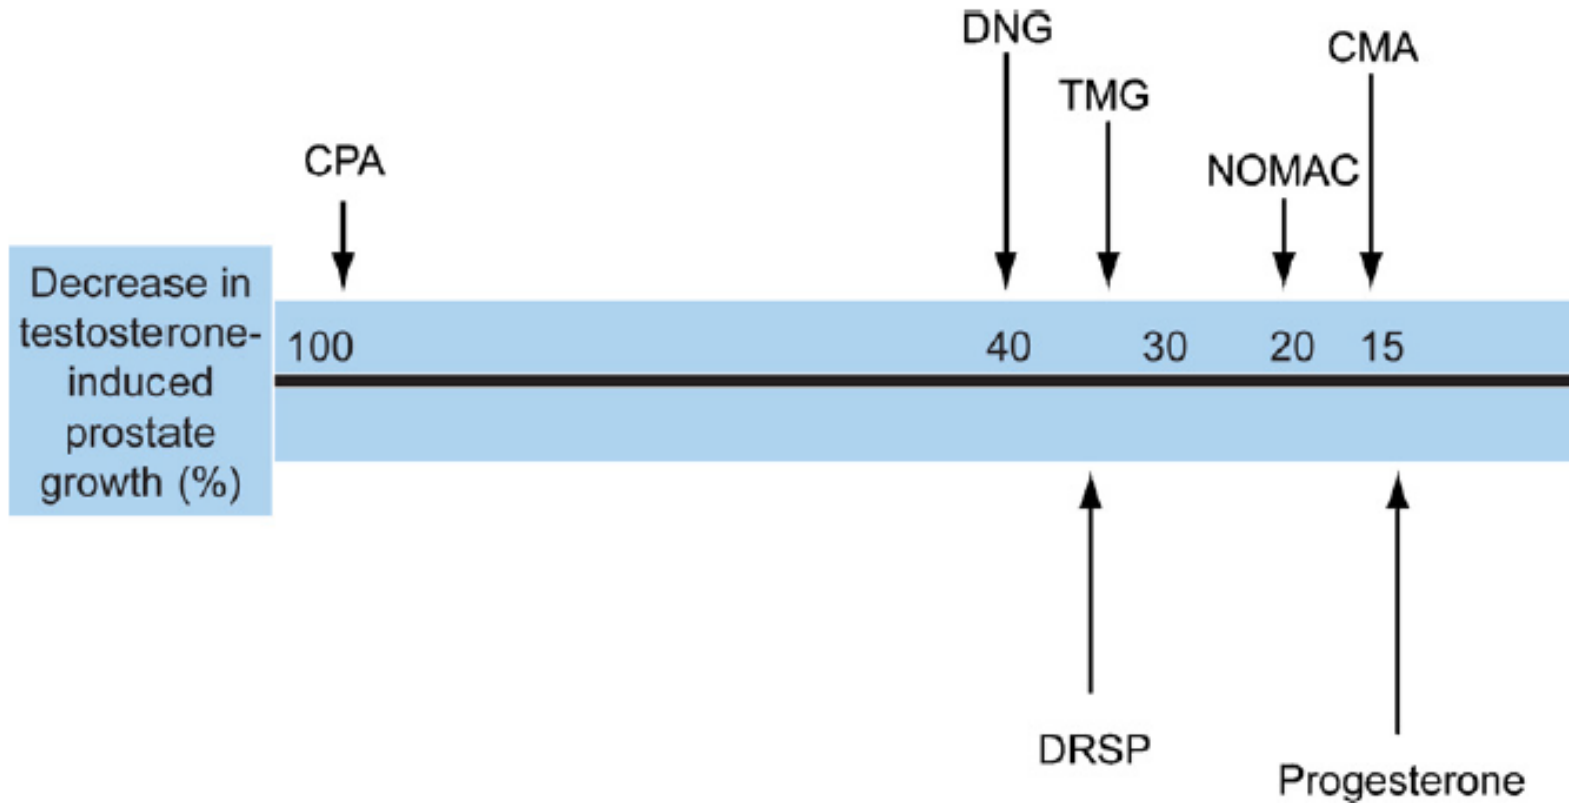 DNG
CMA
TMG
CPA
NOMAC
Decrease in
testosterone-
induced
prostate
growth (%)
100 40 30 20 15
DRSP
Progesterone